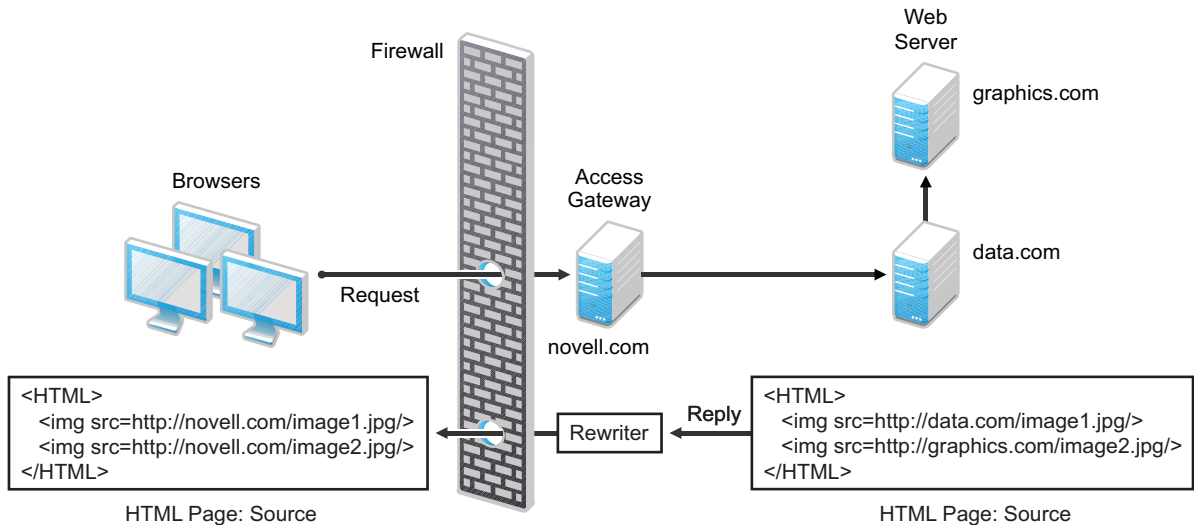 Web
Server
Firewall
graphics.com
Browsers
Access
Gateway
data.com
Request
novell.com
<HTML>
<img src=http://novell.com/image1.jpg/>
<img src=http://novell.com/image2.jpg/>
</HTML>
HTML Page: Source
Rewriter
Reply
<HTML>
<img src=http://data.com/image1.jpg/>
<img src=http://graphics.com/image2.jpg/>
</HTML>
HTML Page: Source